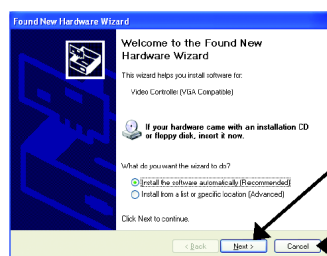 Found New Hardware Wizard
Welcome to the Found New
Hardware Wizard
This wizard helps you install software for:
Video Controller (VGA Compatible)
If your hardware came with an installation CD
or floppy disk, insert it now.
What do you want the wizard to do?
Install the software automatically (Recommended)
Install from a list or specific location (Advanced)
Click Next to continue.
< Back
Next >
Cancel